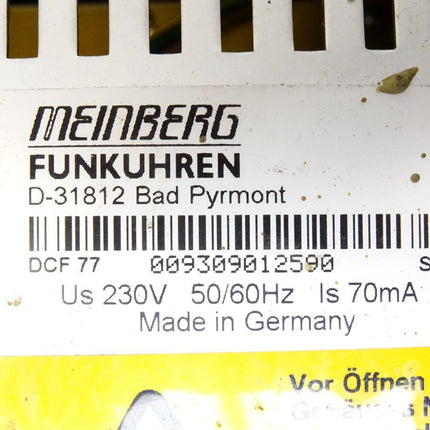 MEINBERG
FUNKUHREN
D-31812 Bad Pyrmont
DCF 77 009309012590 S
Us 230V 50/60Hz Is 70mA
Made in Germany
Vor Öffnen